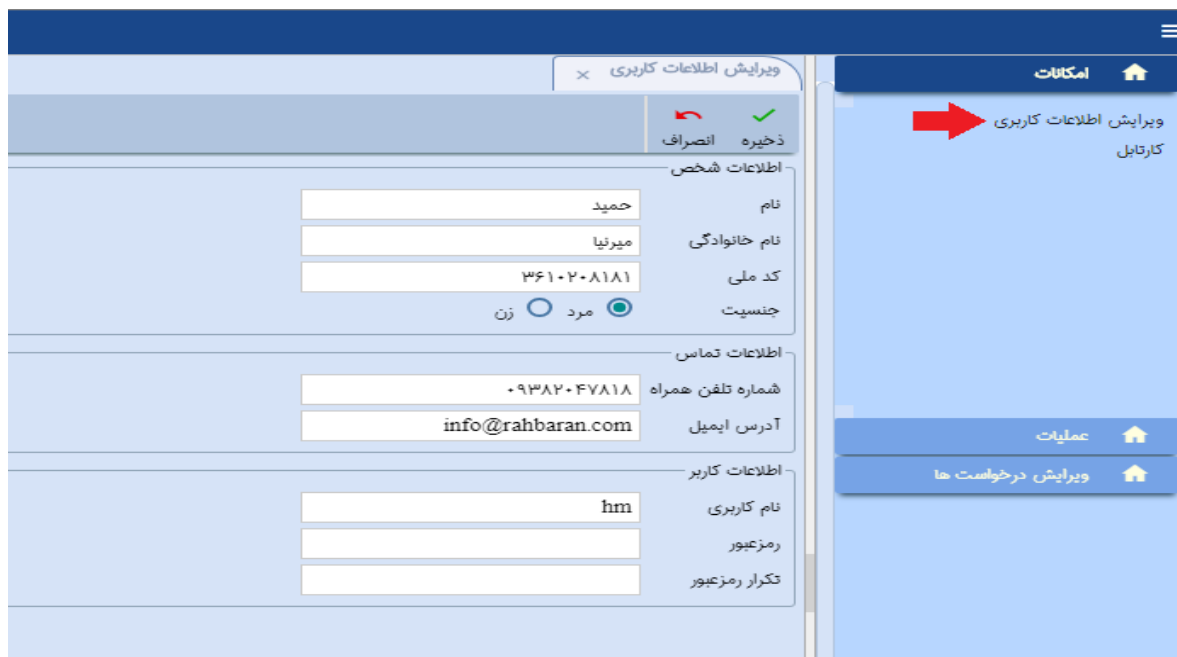 امکانات
ویرایش اطلاعات کاربری
کارتابل
عملیات
ویرایش درخواست ها
ویرایش اطلاعات کاربری ×
ذخیره انصراف
اطلاعات شخص
نام حمید
نام خانوادگی میرنیا
کد ملی ۳۶۱۰۲۰۸۱۸۱
جنسیت مرد زن
اطلاعات تماس
شماره تلفن همراه ۰۹۳۸۲۰۴۷۸۱۸
آدرس ایمیل info@rahbaran.com
اطلاعات کاربر
نام کاربری hm
رمزعبور
تکرار رمزعبور